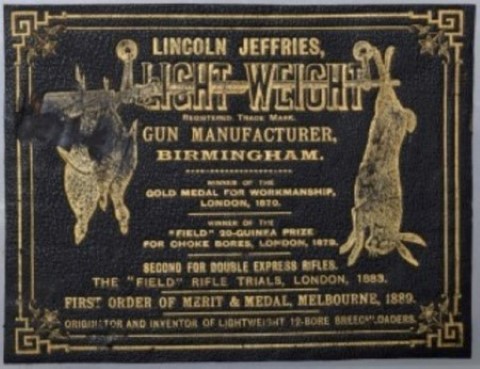 LINCOLN JEFFRIES,
LIGHT WEIGHT
REGISTERED TRADE MARK.
GUN MANUFACTURER,
BIRMINGHAM.
WINNER OF THE
GOLD MEDAL FOR WORKMANSHIP,
LONDON, 1870.
WINNER OF THE
"FIELD" 20-GUINEA PRIZE
FOR CHOKE BORES, LONDON, 1879.
SECOND FOR DOUBLE EXPRESS RIFLES.
THE "FIELD" RIFLE TRIALS, LONDON, 1883.
FIRST ORDER OF MERIT & MEDAL, MELBOURNE, 1889.
ORIGINATOR AND INVENTOR OF LIGHTWEIGHT 12-BORE BREECHLOADERS.